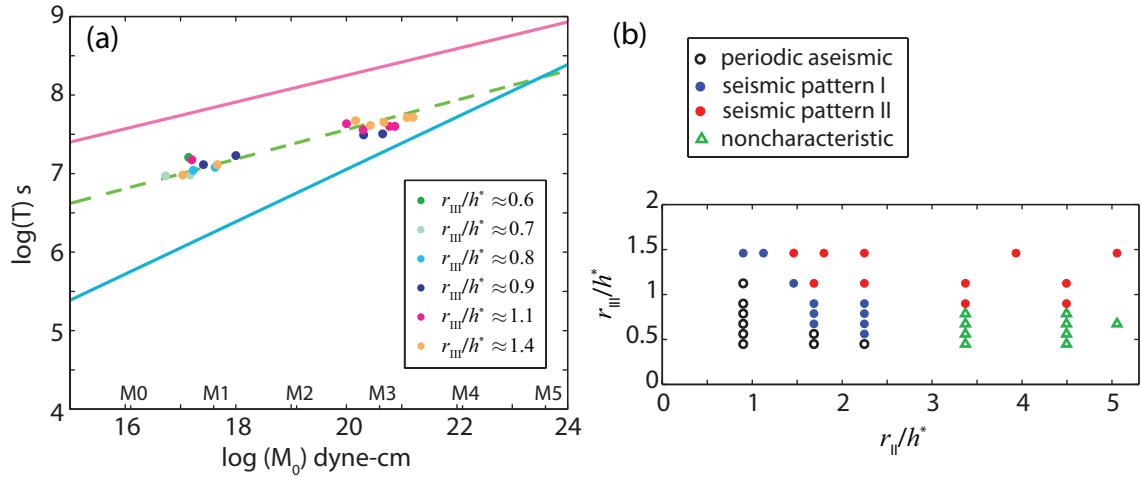 (a)
9
8
7
6
5
4
log(T) s
M0 M1 M2 M3 M4 M5
16 18 20 22 24
log (M₀) dyne-cm
r_III/h* ≈0.6
r_III/h* ≈0.7
r_III/h* ≈0.8
r_III/h* ≈0.9
r_III/h* ≈1.1
r_III/h* ≈1.4
(b)
periodic aseismic
seismic pattern I
seismic pattern II
noncharacteristic
2
1.5
1
0.5
0
r_III/h*
0 1 2 3 4 5
r_II/h*